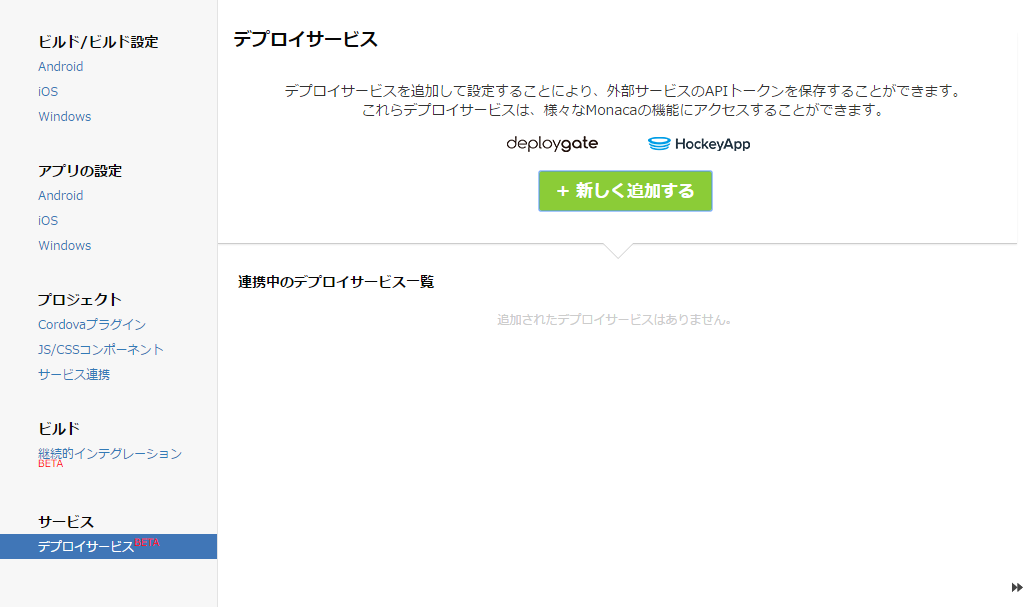 ビルド/ビルド設定
Android
iOS
Windows
アプリの設定
Android
iOS
Windows
プロジェクト
Cordovaプラグイン
JS/CSSコンポーネント
サービス連携
ビルド
継続的インテグレーション
BETA
サービス
デプロイサービスBETA
デプロイサービス
デプロイサービスを追加して設定することにより、外部サービスのAPIトークンを保存することができます。
これらデプロイサービスは、様々なMonacaの機能にアクセスすることができます。
deploygate HockeyApp
+ 新しく追加する
連携中のデプロイサービス一覧
追加されたデプロイサービスはありません。